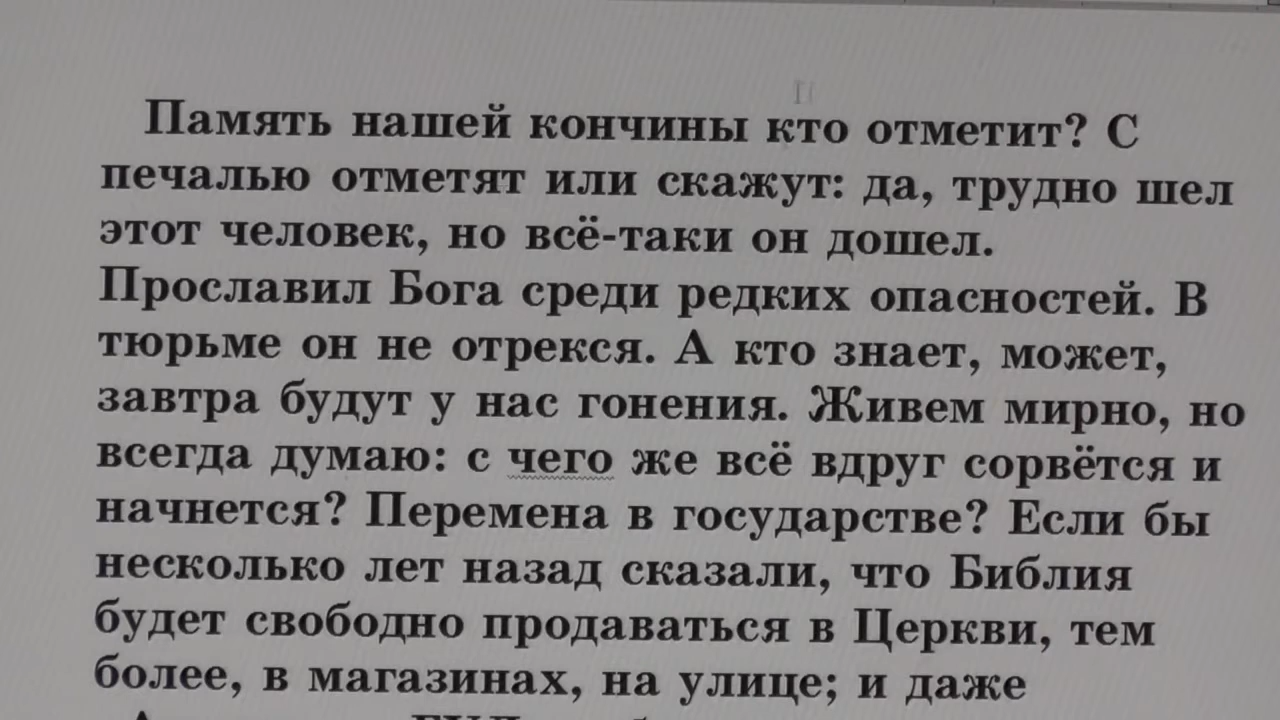 Память нашей кончины кто отметит? С
печалью отметят или скажут: да, трудно шел
этот человек, но всё-таки он дошел.
Прославил Бога среди редких опасностей. В
тюрьме он не отрекся. А кто знает, может,
завтра будут у нас гонения. Живем мирно, но
всегда думаю: с чего же всё вдруг сорвётся и
начнется? Перемена в государстве? Если бы
несколько лет назад сказали, что Библия
будет свободно продаваться в Церкви, тем
более, в магазинах, на улице; и даже